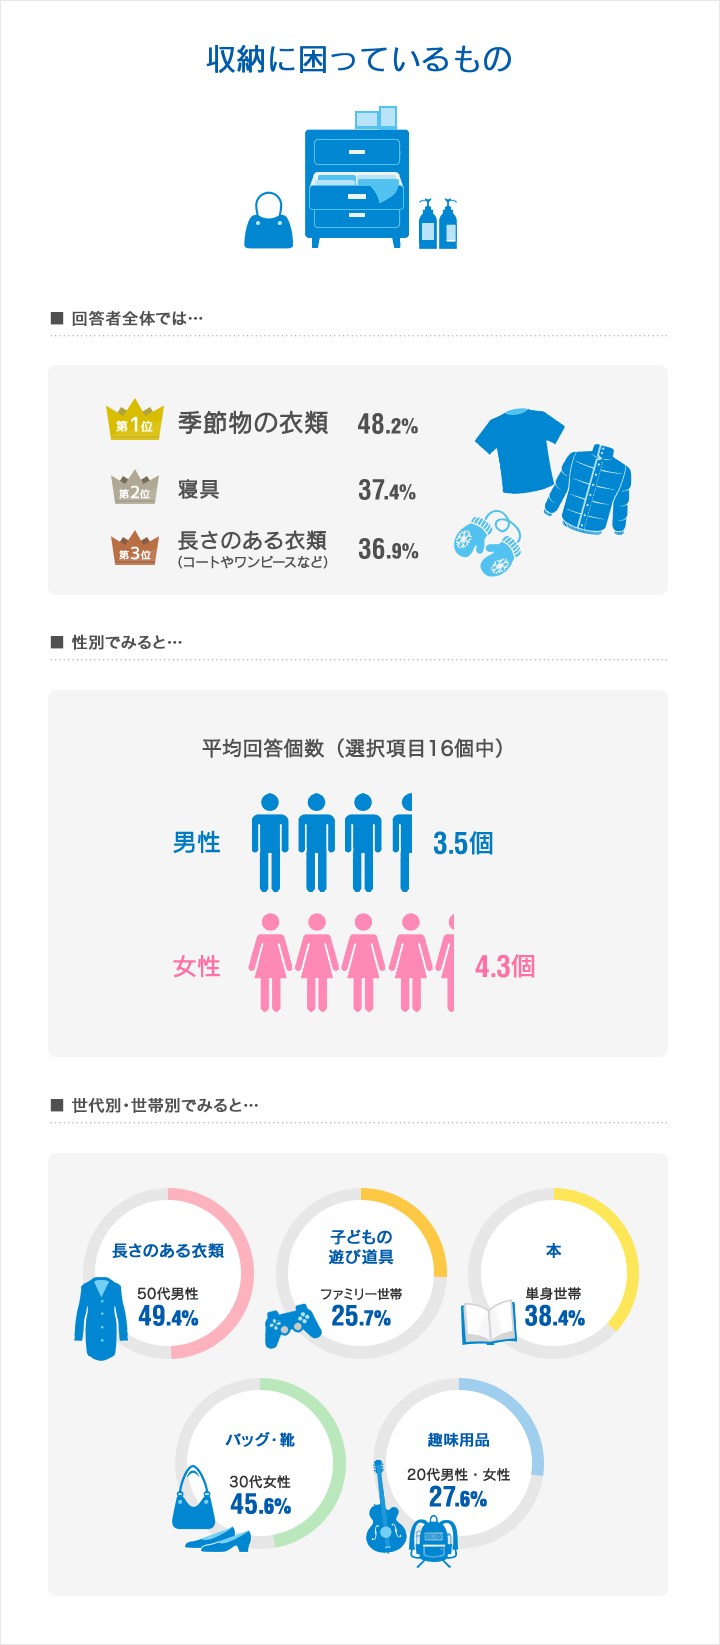 収納に困っているもの
■ 回答者全体では…
第1位 季節物の衣類 48.2%
第2位 寝具 37.4%
第3位 長さのある衣類 36.9%
(コートやワンピースなど)
■ 性別でみると…
平均回答個数（選択項目16個中）
男性 3.5個
女性 4.3個
■ 世代別・世帯別でみると…
長さのある衣類
50代男性
49.4%
子どもの
遊び道具
ファミリー世帯
25.7%
本
単身世帯
38.4%
バッグ・靴
30代女性
45.6%
趣味用品
20代男性・女性
27.6%